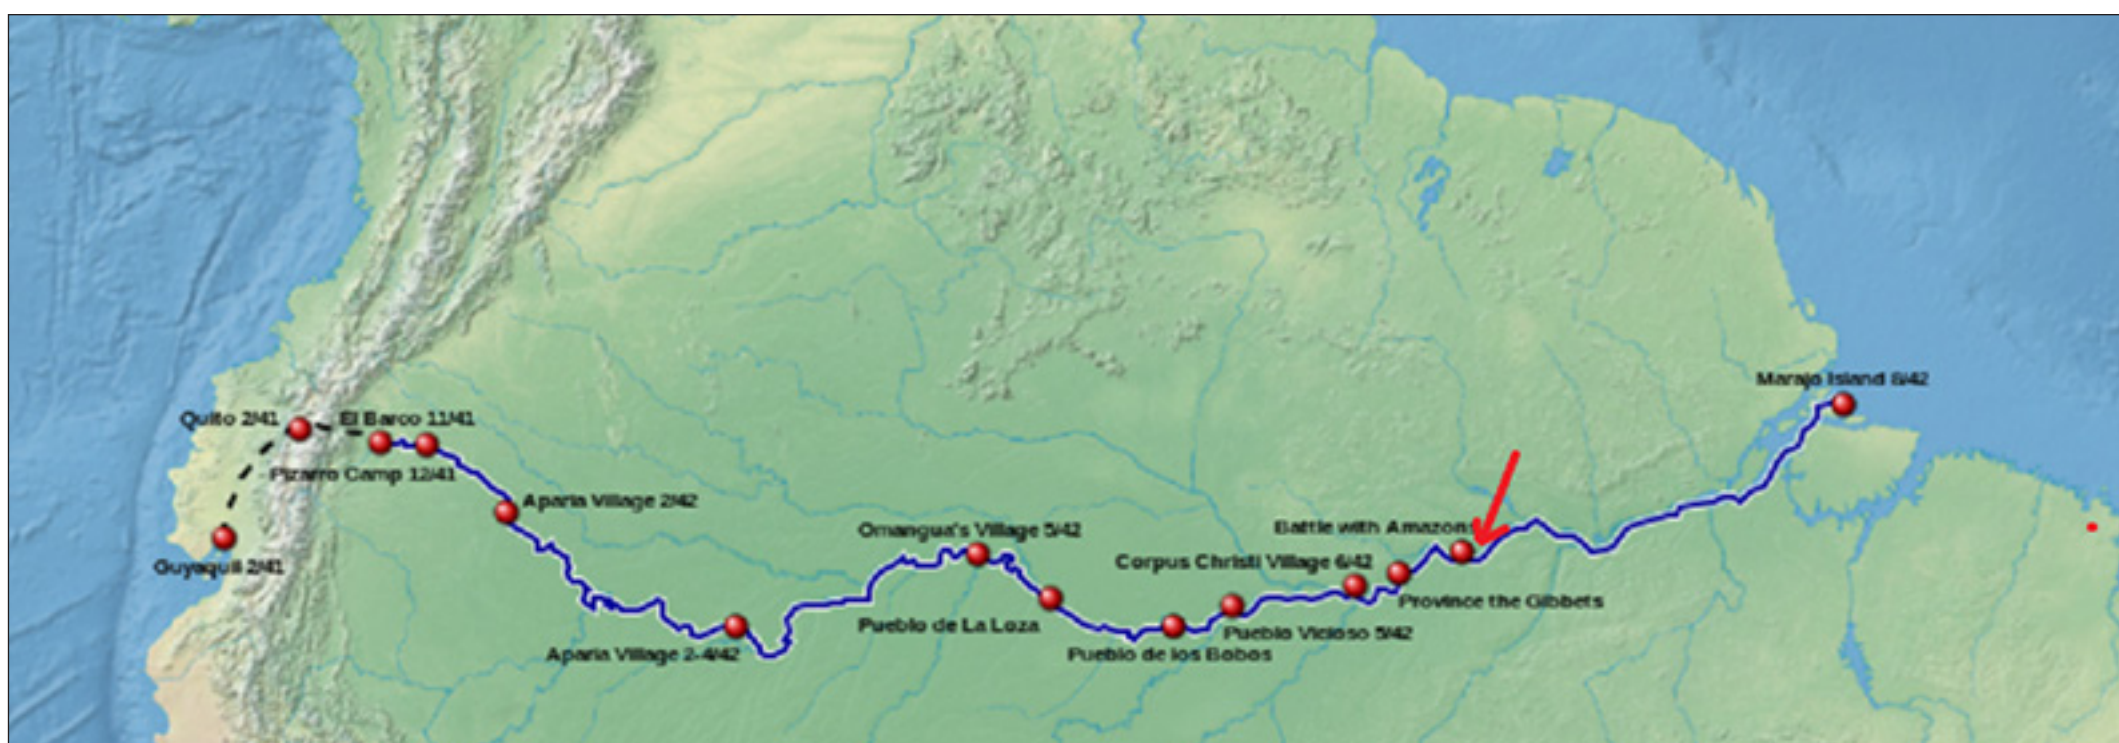 Marajo Island 8/42
Quito 2/41
El Barco 11/41
Pizarro Camp 12/41
Aparia Village 2/42
Omangua's Village 5/42
Battle with Amazons
Corpus Christi Village 6/42
Guyaquil 2/41
Province the Gibbets
Pueblo de La Loza
Pueblo Vicioso 5/42
Aparia Village 2-4/42
Pueblo de los Bobos